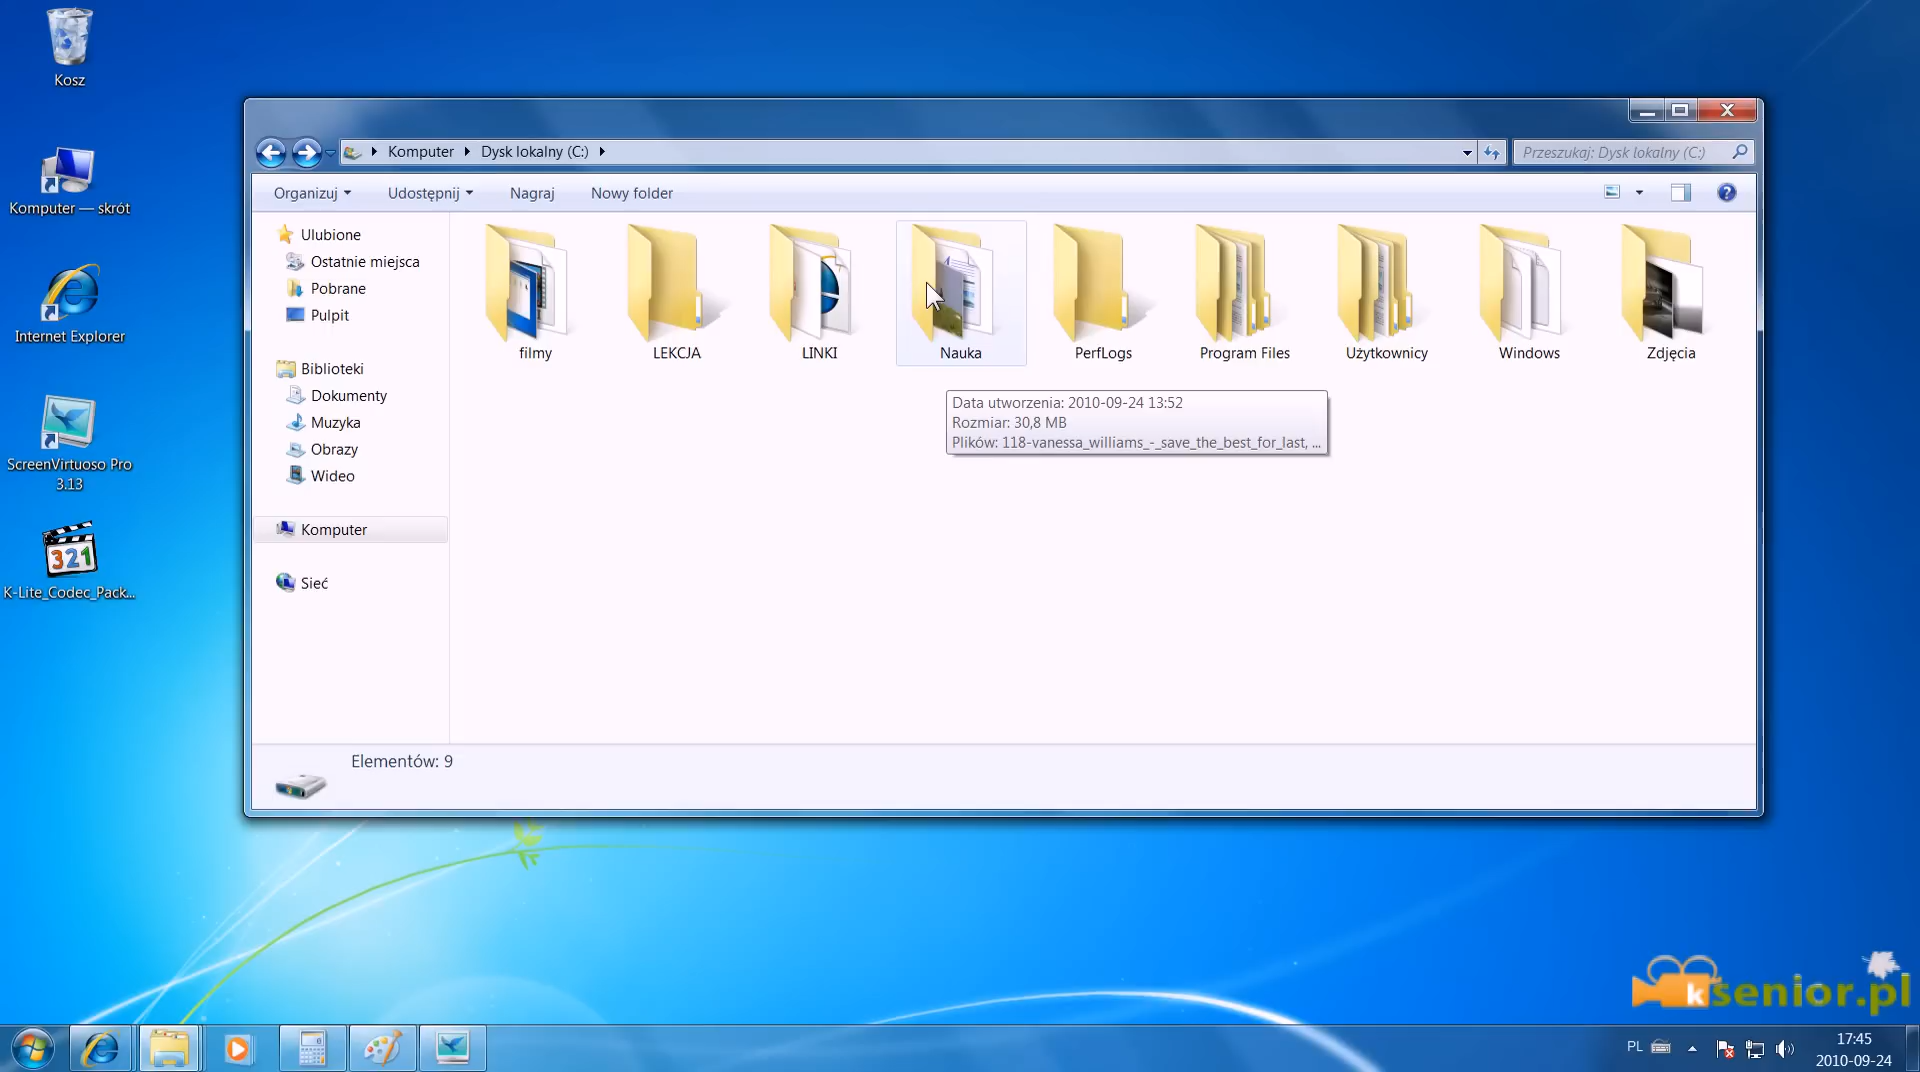 Kosz
Komputer — skrót
Internet Explorer
ScreenVirtuoso Pro
3.13
321
K-Lite_Codec_Pack...
Komputer
Dysk lokalny (C:)
Przeszukaj: Dysk lokalny (C:)
Organizuj
Udostępnij
Nagraj
Nowy folder
Ulubione
Ostatnie miejsca
Pobrane
Pulpit
Biblioteki
Dokumenty
Muzyka
Obrazy
Wideo
Komputer
Sieć
filmy
LEKCJA
LINKI
Nauka
PerfLogs
Program Files
Użytkownicy
Windows
Zdjęcia
Data utworzenia: 2010-09-24 13:52
Rozmiar: 30,8 MB
Plików: 118-vanessa_williams_-_save_the_best_for_last, ...
Elementów: 9
ksenior.pl
PL
17:45
2010-09-24